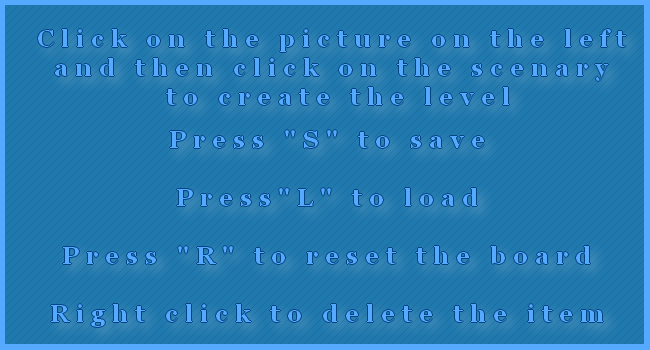 Click on the picture on the left
and then click on the scenary
to create the level
Press "S" to save
Press"L" to load
Press "R" to reset the board
Right click to delete the item